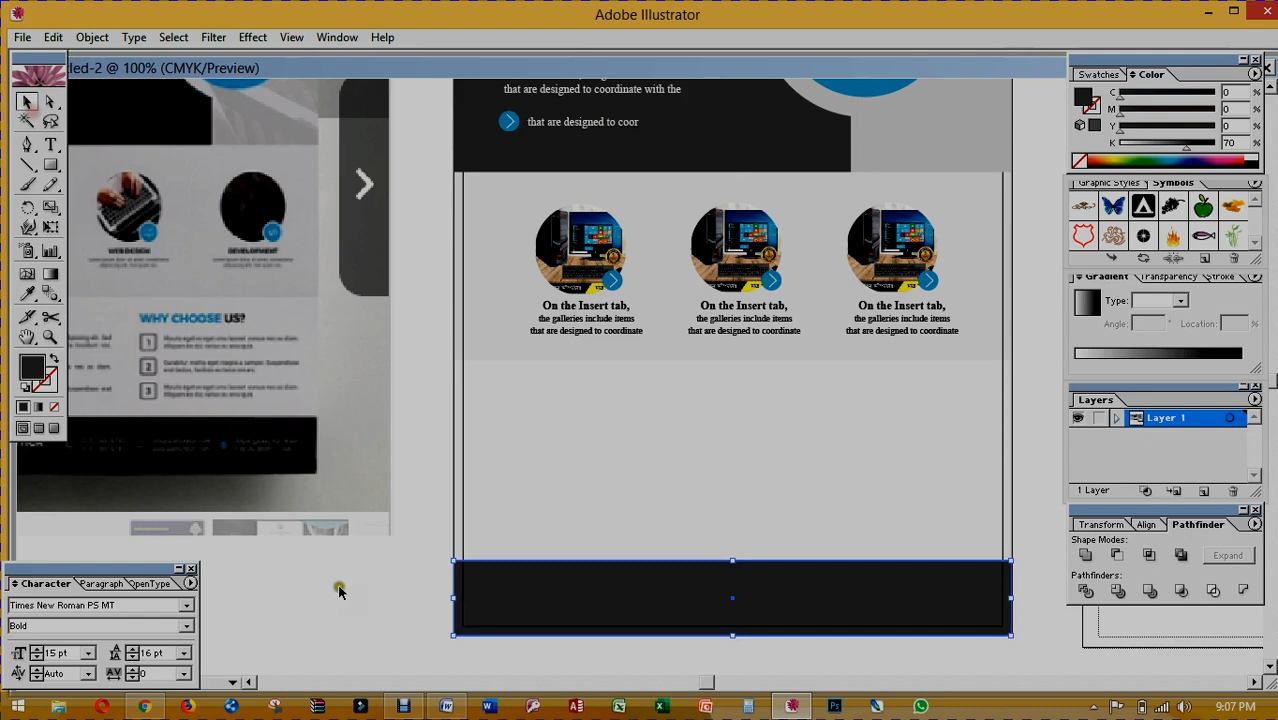 Adobe Illustrator
File Edit Object Type Select Filter Effect View Window Help
led-2 @ 100% (CMYK/Preview)
that are designed to coordinate with the
that are designed to coor
WEB DESIGN
DEVELOPMENT
WHY CHOOSE US?
1
2
3
On the Insert tab,
the galleries include items
that are designed to coordinate
On the Insert tab,
the galleries include items
that are designed to coordinate
On the Insert tab,
the galleries include items
that are designed to coordinate
Swatches Color
C 0 %
M 0 %
Y 0 %
K 70 %
Graphic Styles Symbols
Gradient Transparency Stroke
Type:
Angle: ° Location: %
Layers
Layer 1
1 Layer
Transform Align Pathfinder
Shape Modes:
Expand
Pathfinders:
Character Paragraph OpenType
Times New Roman PS MT
Bold
15 pt 16 pt
Auto 0
9:07 PM